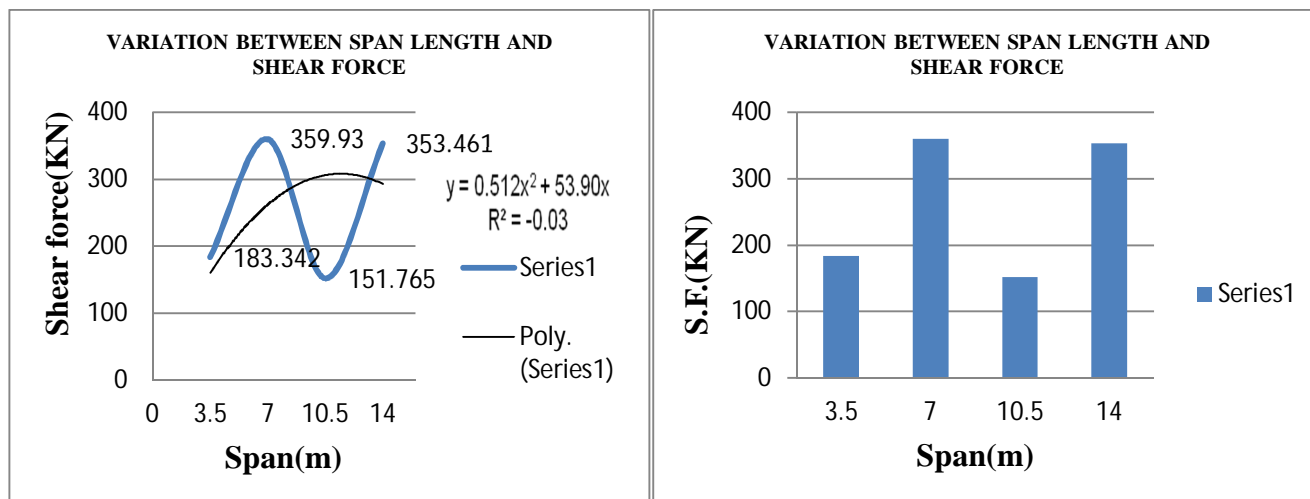 VARIATION BETWEEN SPAN LENGTH AND
SHEAR FORCE
Shear force(KN)
400
300
200
100
0
359.93
353.461
183.342
151.765
y = 0.512x² + 53.90x
R² = -0.03
Series1
Poly.
(Series1)
0 3.5 7 10.5 14
Span(m)
VARIATION BETWEEN SPAN LENGTH AND
SHEAR FORCE
S.F.(KN)
400
300
200
100
0
Series1
3.5 7 10.5 14
Span(m)